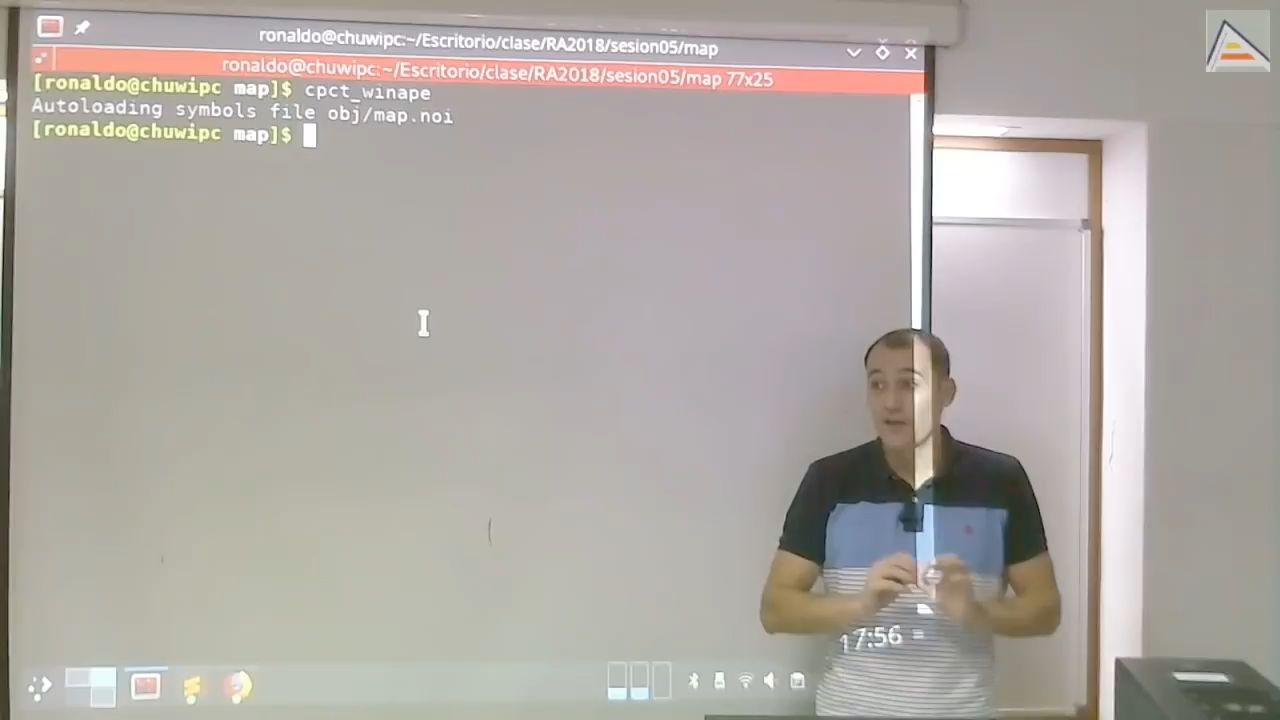 ronaldo@chuwipc:~/Escritorio/clase/RA2018/sesion05/map
ronaldo@chuwipc:~/Escritorio/clase/RA2018/sesion05/map 77x25
[ronaldo@chuwipc map]$ cpct_winape
Autoloading symbols file obj/map.noi
[ronaldo@chuwipc map]$
17:56